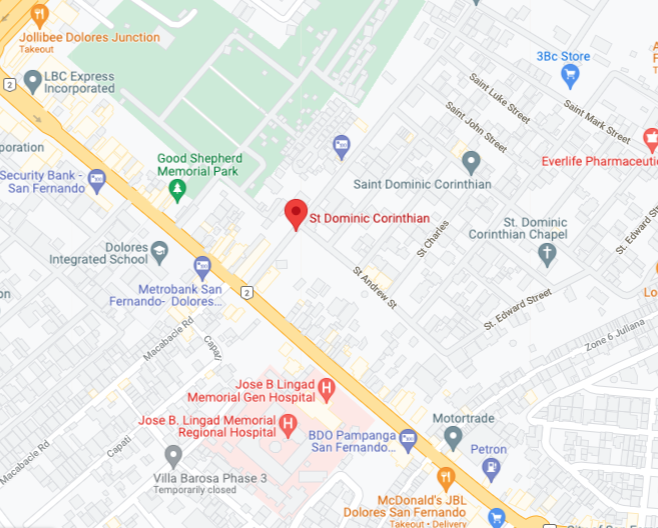 Jollibee Dolores Junction
Takeout
3Bc Store
2
LBC Express
Incorporated
Saint Luke Street
Saint Mark Street
Saint John Street
poration
Good Shepherd
Memorial Park
Everlife Pharmaceutic
Security Bank -
San Fernando
Saint Dominic Corinthian
St Dominic Corinthian
St. Dominic
Corinthian Chapel
St Charles
St. Edward Str
Dolores
Integrated School
Metrobank San
Fernando- Dolores...
2
St Andrew St
Lo
on
St. Edward Street
Macabacle Rd
Capati
Zone 6 Juliana
Jose B Lingad
Memorial Gen Hospital
Jose B. Lingad Memorial
Regional Hospital
BDO Pampanga
San Fernando...
Motortrade
Petron
Macabacle Rd
Capati
Villa Barosa Phase 3
Temporarily closed
McDonald's JBL
Dolores San Fernando
Takeout • Delivery